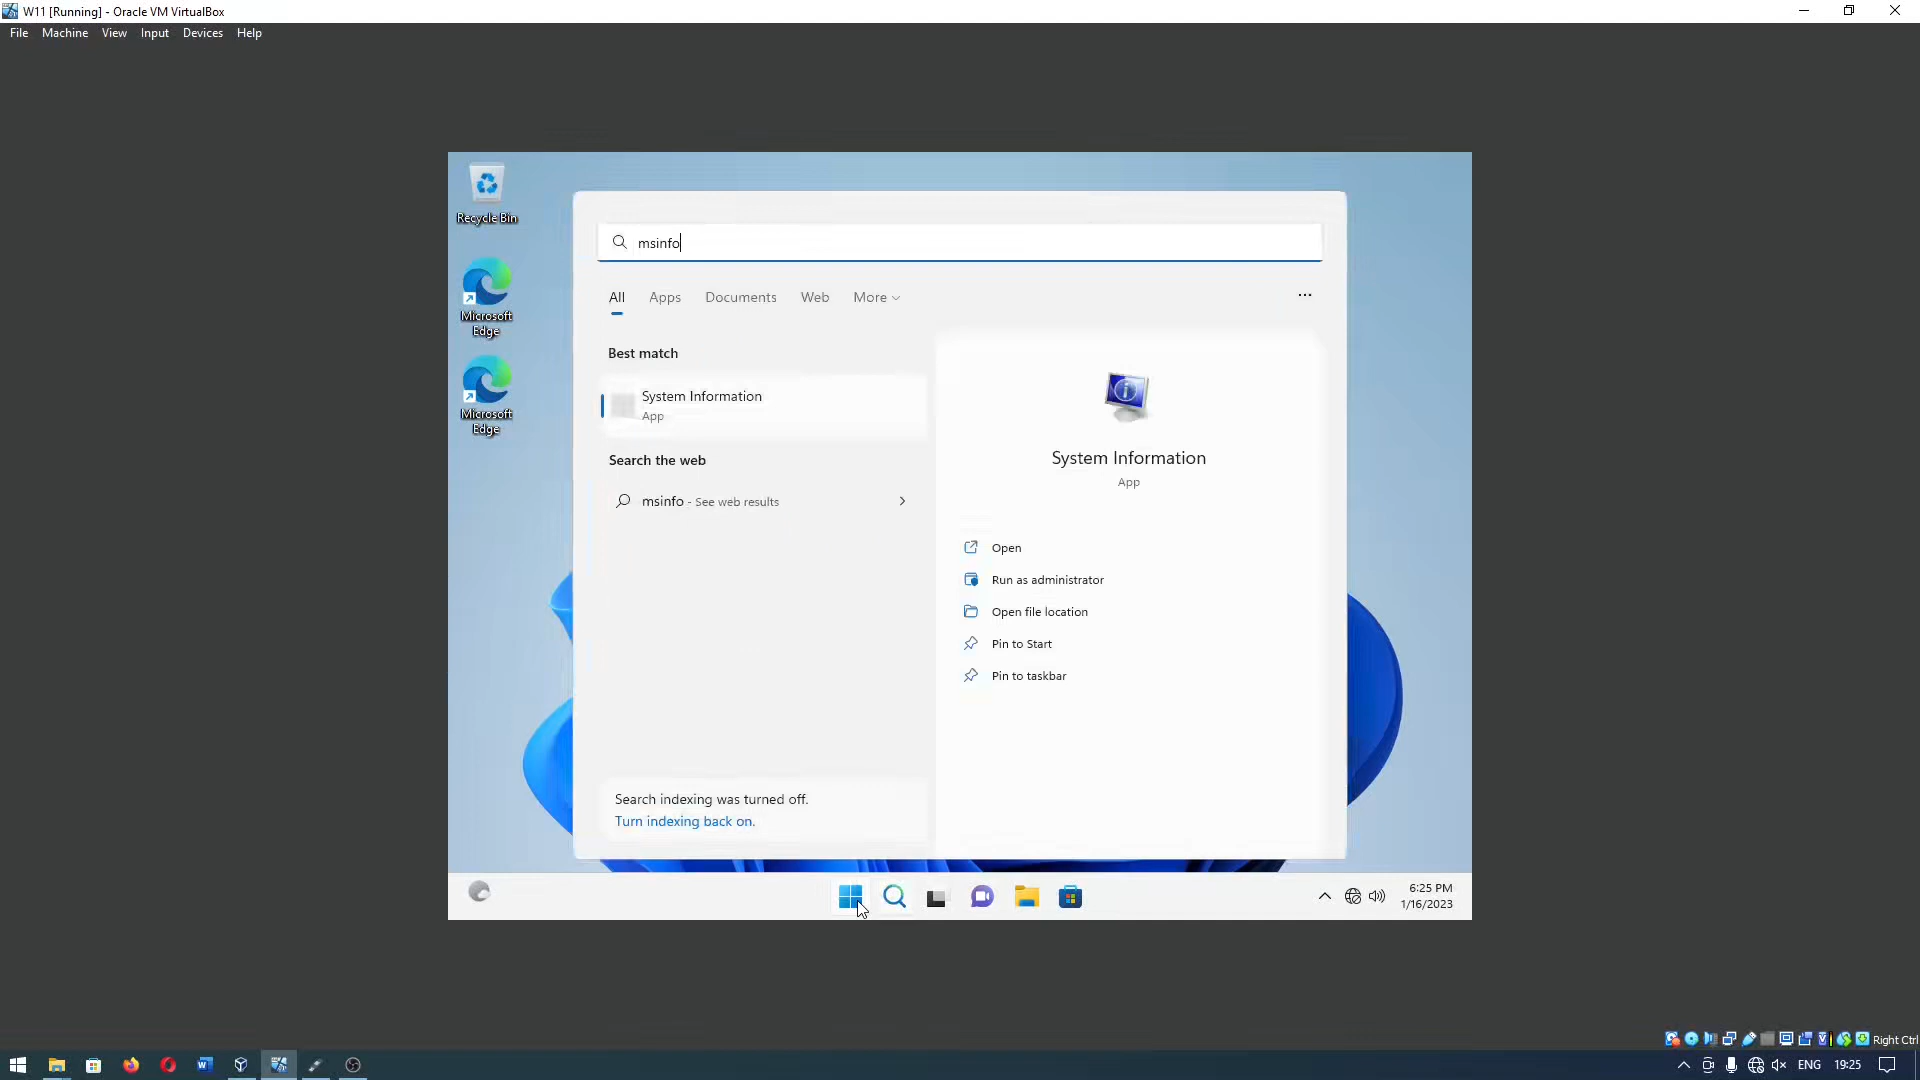 W11 [Running] - Oracle VM VirtualBox
File Machine View Input Devices Help
Recycle Bin
Microsoft
Edge
Microsoft
Edge
msinfo
All Apps Documents Web More
Best match
System Information
App
Search the web
msinfo - See web results
Search indexing was turned off.
Turn indexing back on.
System Information
App
Open
Run as administrator
Open file location
Pin to Start
Pin to taskbar
6:25 PM
1/16/2023
Right Ctrl
ENG 19:25